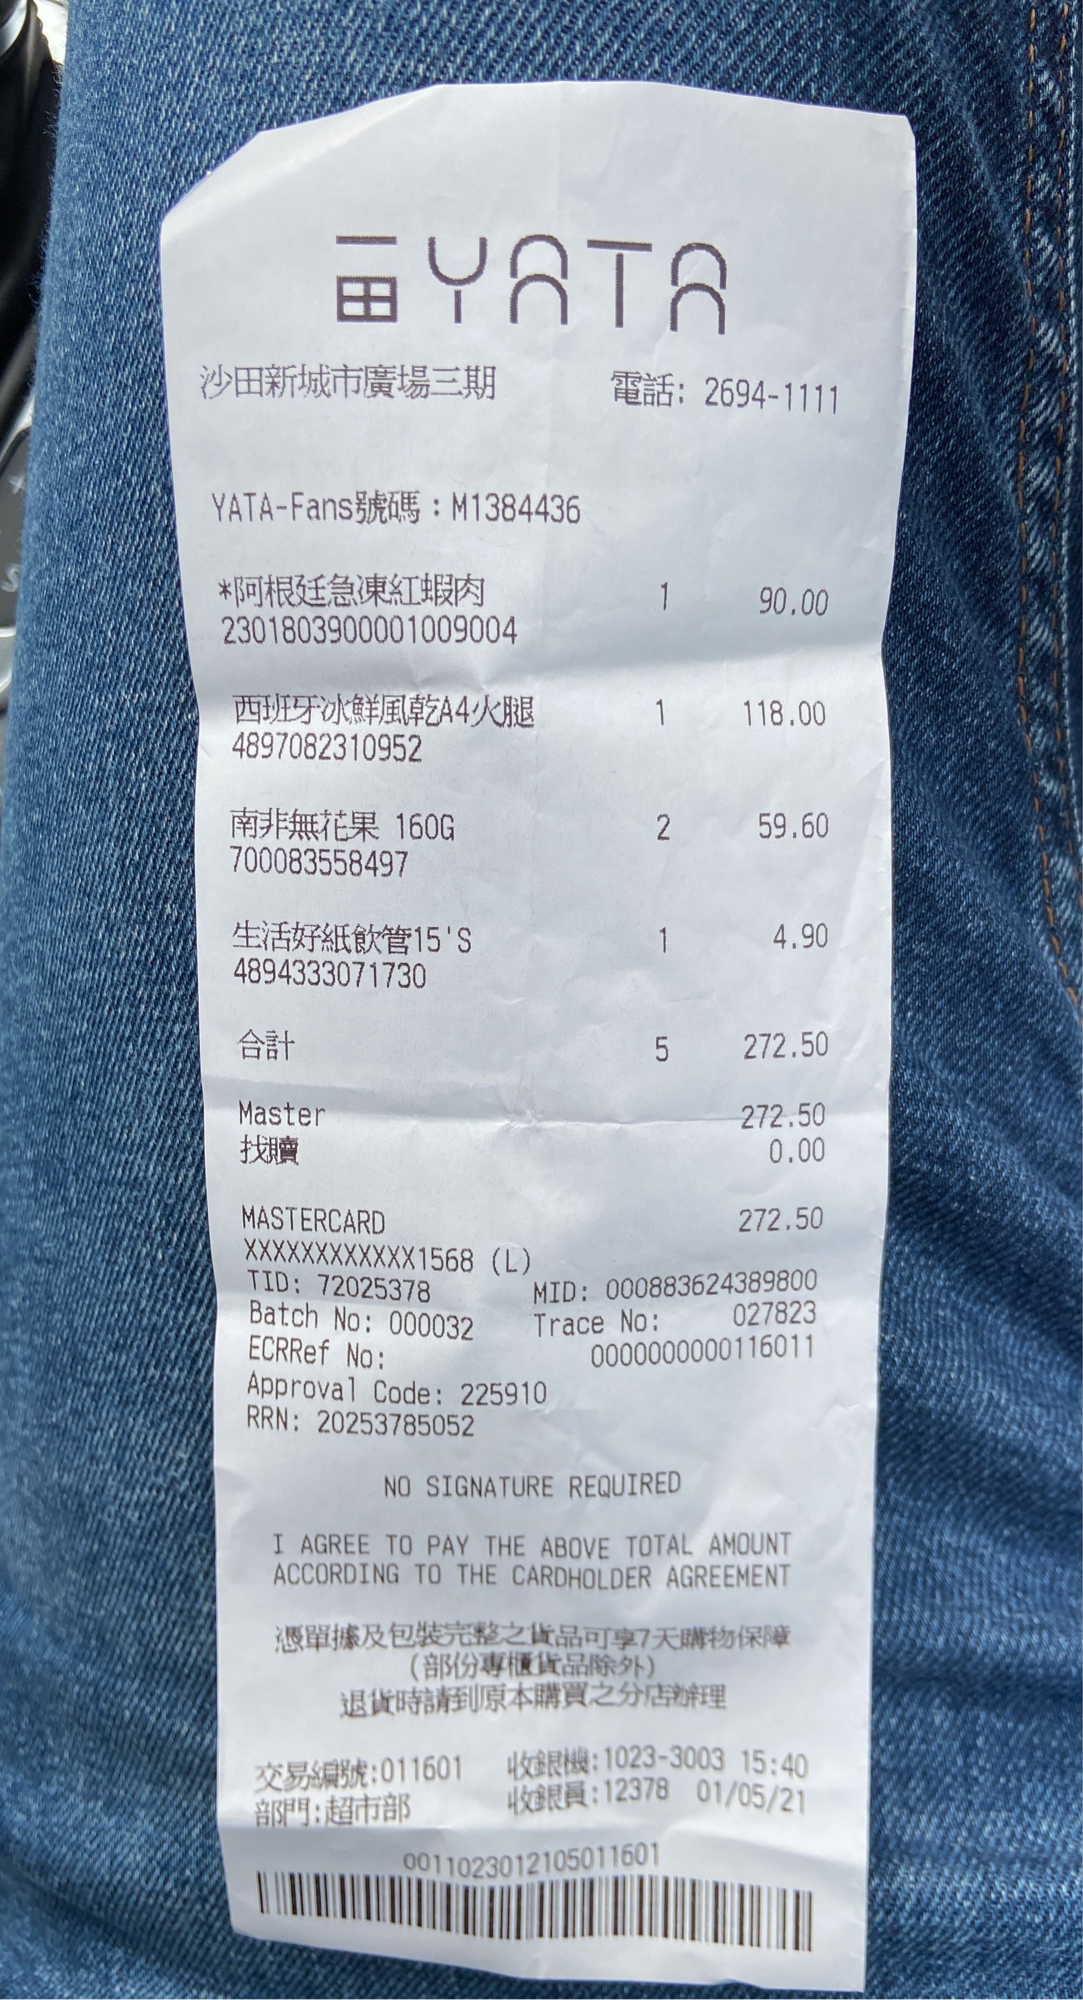 一田 YATA
沙田新城市廣場三期 電話: 2694-1111
YATA-Fans號碼：M1384436
*阿根廷急凍紅蝦肉 1 90.00
2301803900001009004
西班牙冰鮮風乾A4火腿 1 118.00
4897082310952
南非無花果 160G 2 59.60
700083558497
生活好紙飲管15'S 1 4.90
4894333071730
合計 5 272.50
Master 272.50
找贖 0.00
MASTERCARD 272.50
XXXXXXXXXXXX1568 (L)
TID: 72025378 MID: 000883624389800
Batch No: 000032 Trace No: 027823
ECRRef No: 0000000000116011
Approval Code: 225910
RRN: 20253785052
NO SIGNATURE REQUIRED
I AGREE TO PAY THE ABOVE TOTAL AMOUNT
ACCORDING TO THE CARDHOLDER AGREEMENT
憑單據及包裝完整之貨品可享7天購物保障
(部份專櫃貨品除外)
退貨時請到原本購買之分店辦理
交易編號:011601 收銀機:1023-3003 15:40
部門:超市部 收銀員:12378 01/05/21
0011023012105011601